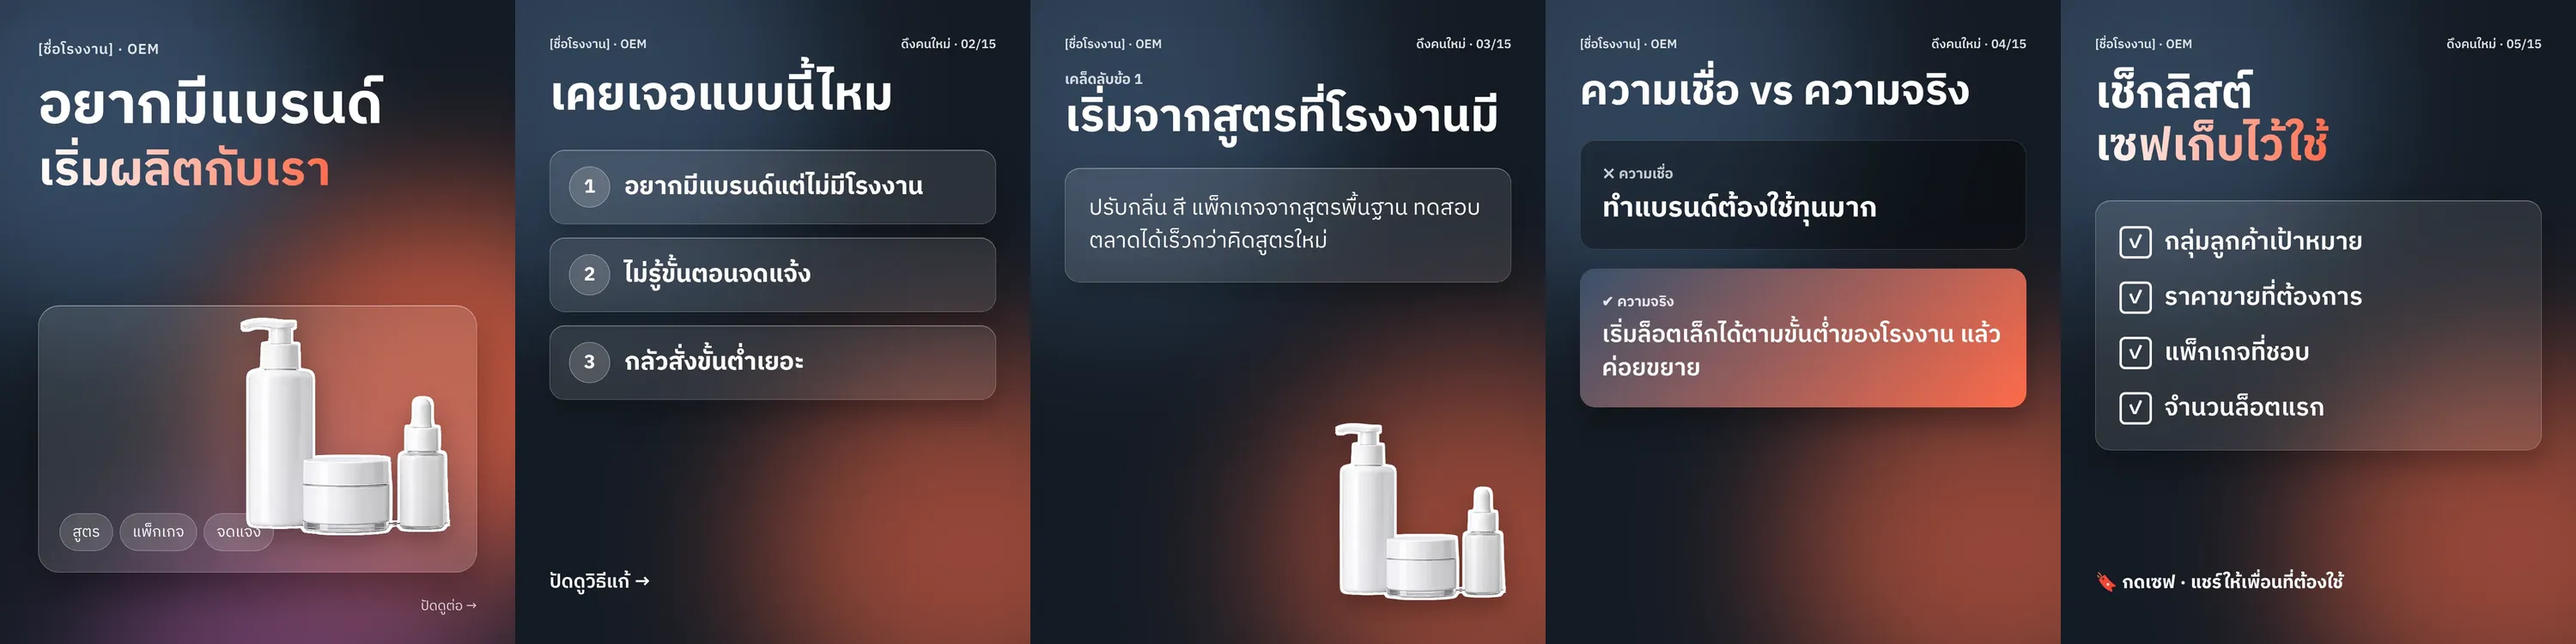 [ชื่อโรงงาน] · OEM
อยากมีแบรนด์
เริ่มผลิตกับเรา
สูตร
แพ็กเกจ
จดแจ้ง
ปัดดูต่อ →
[ชื่อโรงงาน] · OEM
ดึงคนใหม่ · 02/15
เคยเจอแบบนี้ไหม
1 อยากมีแบรนด์แต่ไม่มีโรงงาน
2 ไม่รู้ขั้นตอนจดแจ้ง
3 กลัวสั่งขั้นต่ำเยอะ
ปัดดูวิธีแก้ →
[ชื่อโรงงาน] · OEM
ดึงคนใหม่ · 03/15
เคล็ดลับข้อ 1
เริ่มจากสูตรที่โรงงานมี
ปรับกลิ่น สี แพ็กเกจจากสูตรพื้นฐาน ทดสอบ
ตลาดได้เร็วกว่าคิดสูตรใหม่
[ชื่อโรงงาน] · OEM
ดึงคนใหม่ · 04/15
ความเชื่อ vs ความจริง
✕ ความเชื่อ
ทำแบรนด์ต้องใช้ทุนมาก
✔ ความจริง
เริ่มล็อตเล็กได้ตามขั้นต่ำของโรงงาน แล้ว
ค่อยขยาย
[ชื่อโรงงาน] · OEM
ดึงคนใหม่ · 05/15
เช็กลิสต์
เซฟเก็บไว้ใช้
กลุ่มลูกค้าเป้าหมาย
ราคาขายที่ต้องการ
แพ็กเกจที่ชอบ
จำนวนล็อตแรก
🔖 กดเซฟ · แชร์ให้เพื่อนที่ต้องใช้